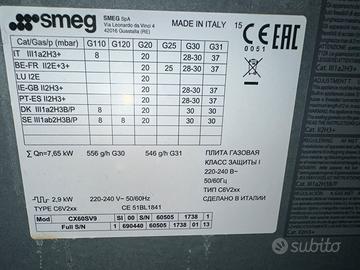 smeg
SMEG SpA
Via Leonardo da Vinci 4
42016 Guastalla (RE)
MADE IN ITALY
15
CE
0051
EAC
Cat/Gas/p (mbar) G110 G120 G20 G25 G30 G31
IT III1a2H3+ 8 20 28-30 37
BE-FR II2E+3+ 20 25 28-30 37
LU I2E 20
IE-GB II2H3+ 20 28-30 37
PT-ES II2H3+ 20 28-30 37
DK III1a2H3B/P 8 20 30 30
SE III1ab2H3B/P 8 8 20 30 30
Σ Qn=7,65 kW 556 g/h G30 546 g/h G31
ПЛИТА ГАЗОВАЯ
КЛАСС ЗАЩИТЫ I
220-240 В~
50/60Гц
ТИП C6V2xx
2,9 kW 220-240 V~ 50/60Hz
СДЕЛАНО В ИТАЛИИ
TYPE C6V2xx CE 51BL1841
Mod CX60SV9 SI 00 S/N 60505 1738 1
Full S/N 1 690440 60505 1738 01 13
subito